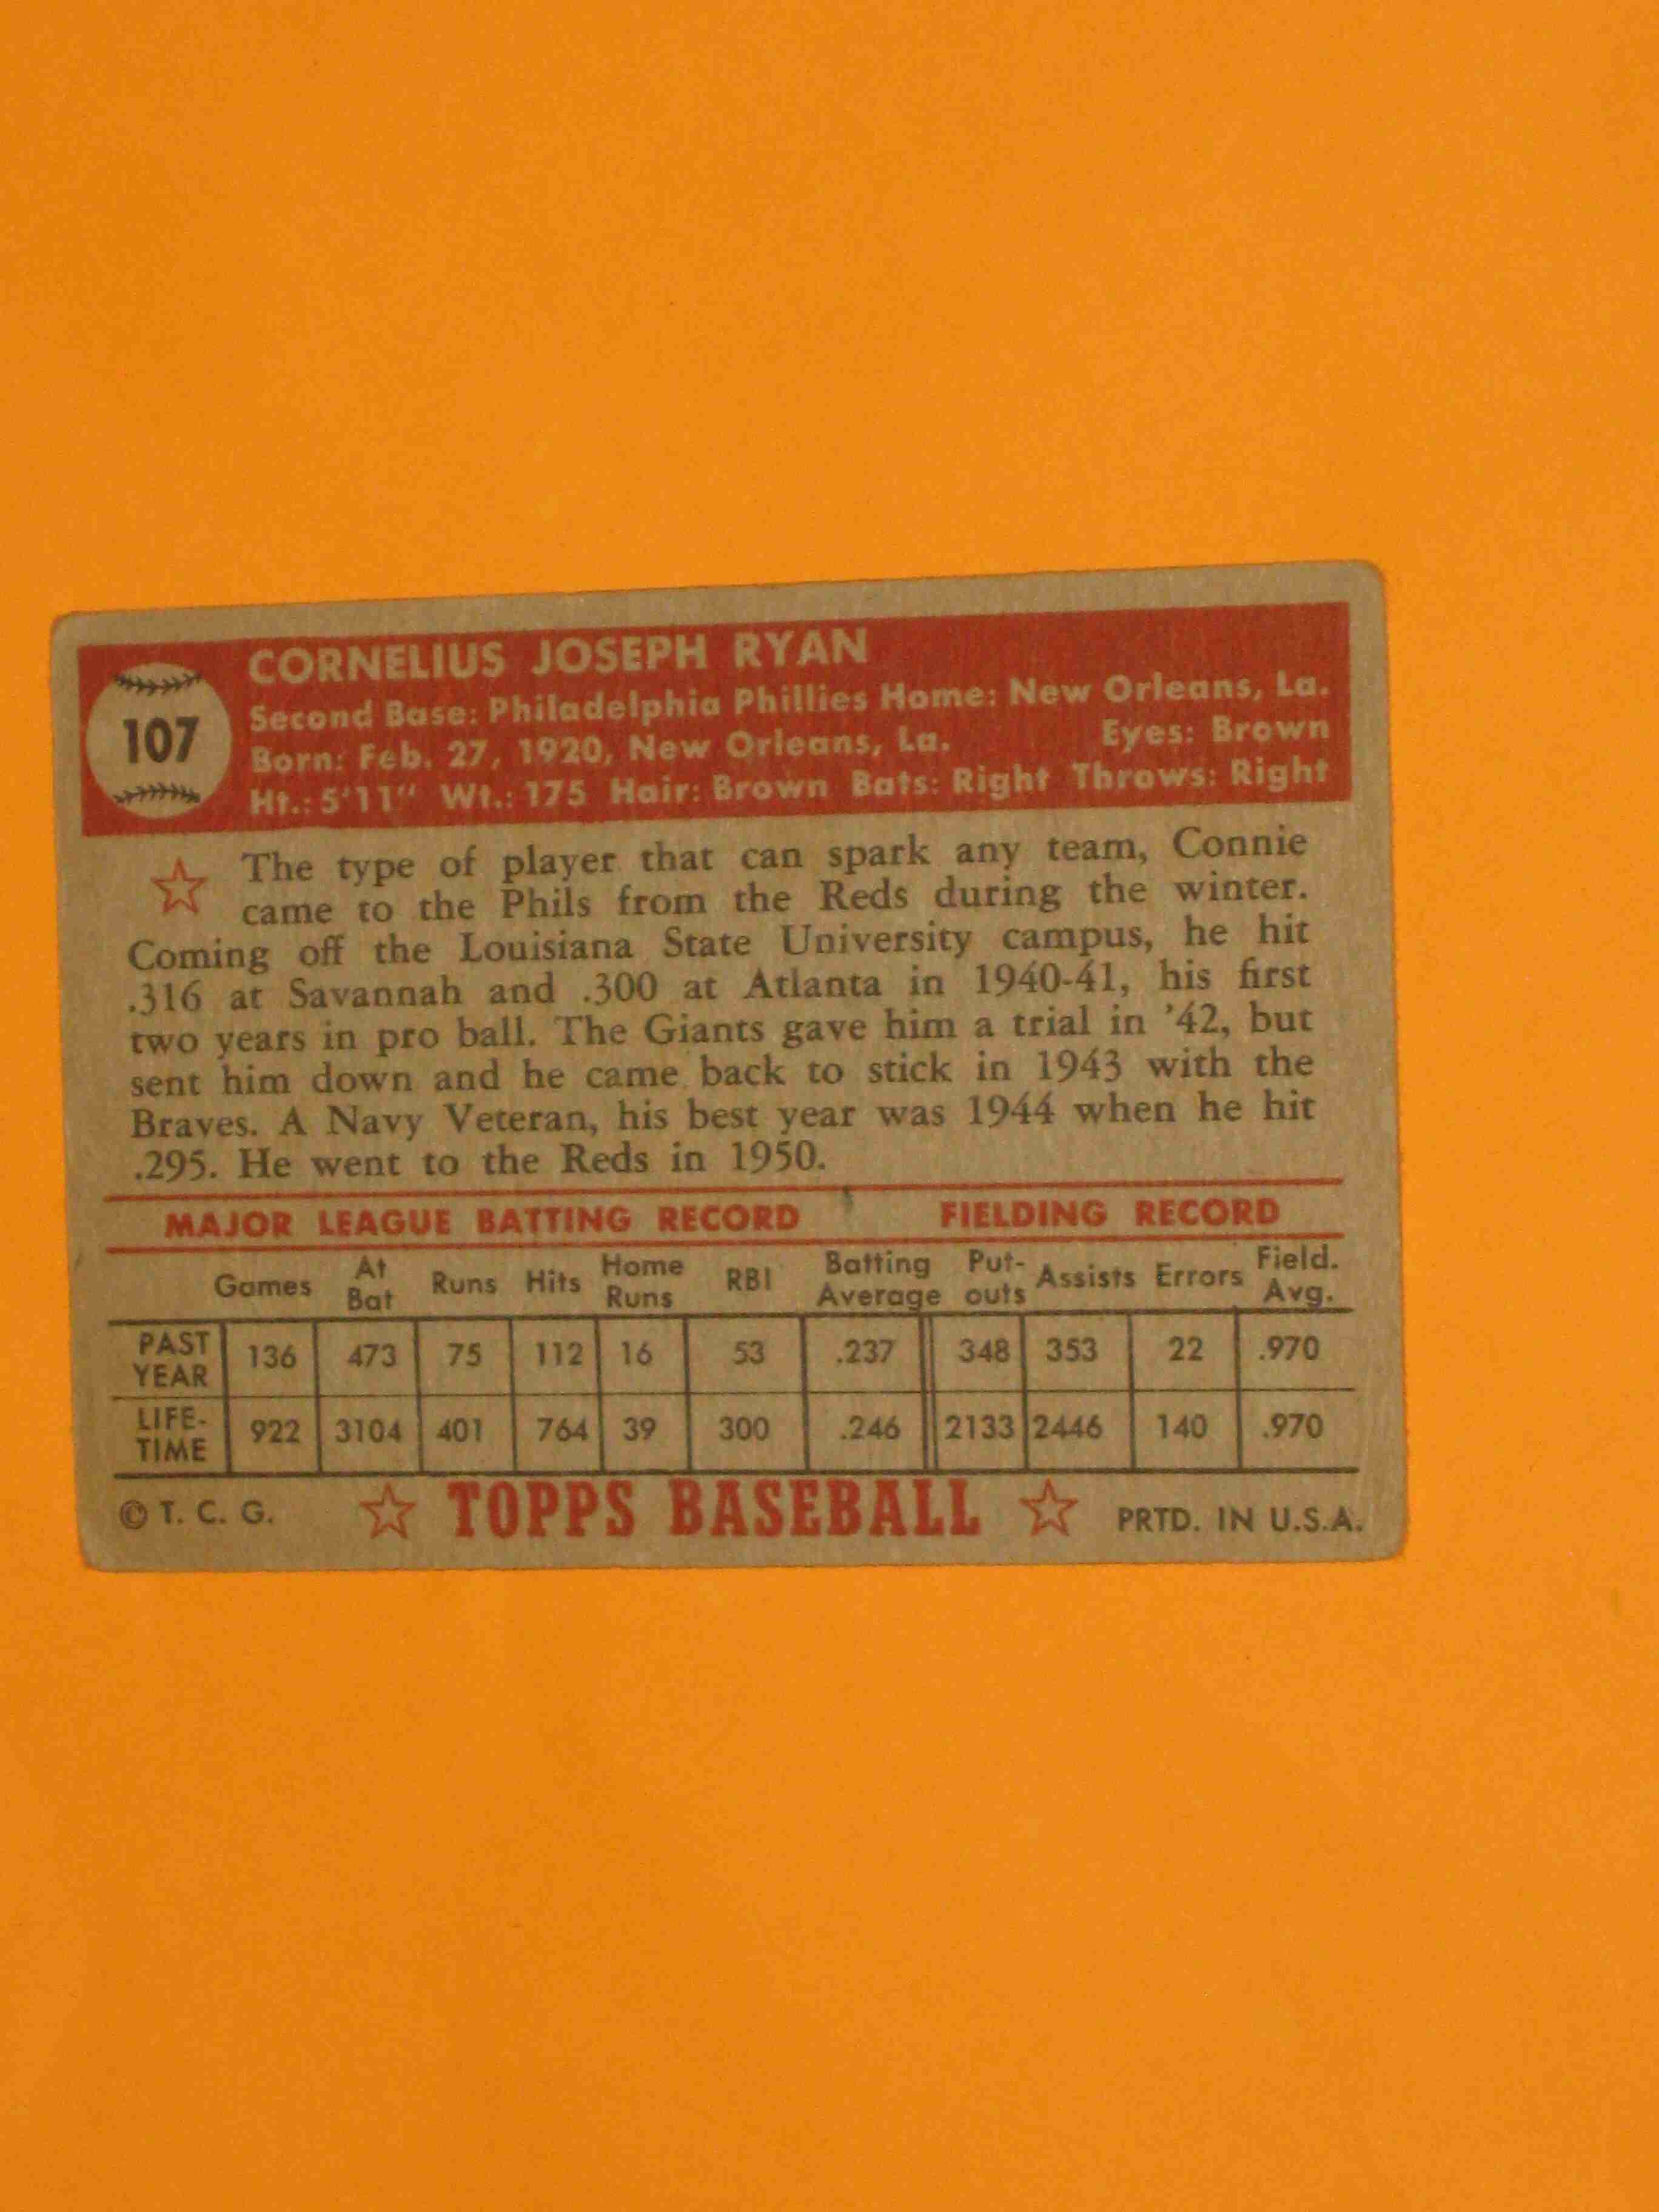 107
CORNELIUS JOSEPH RYAN
Second Base: Philadelphia Phillies Home: New Orleans, La.
Born: Feb. 27, 1920, New Orleans, La. Eyes: Brown
Ht.: 5'11" Wt.: 175 Hair: Brown Bats: Right Throws: Right
The type of player that can spark any team, Connie
came to the Phils from the Reds during the winter.
Coming off the Louisiana State University campus, he hit
.316 at Savannah and .300 at Atlanta in 1940-41, his first
two years in pro ball. The Giants gave him a trial in '42, but
sent him down and he came back to stick in 1943 with the
Braves. A Navy Veteran, his best year was 1944 when he hit
.295. He went to the Reds in 1950.
MAJOR LEAGUE BATTING RECORD FIELDING RECORD
Games At Bat Runs Hits Home Runs RBI Batting Average Put-outs Assists Errors Field. Avg.
PAST YEAR 136 473 75 112 16 53 .237 348 353 22 .970
LIFE-TIME 922 3104 401 764 39 300 .246 2133 2446 140 .970
© T. C. G. ☆ TOPPS BASEBALL ☆ PRTD. IN U.S.A.